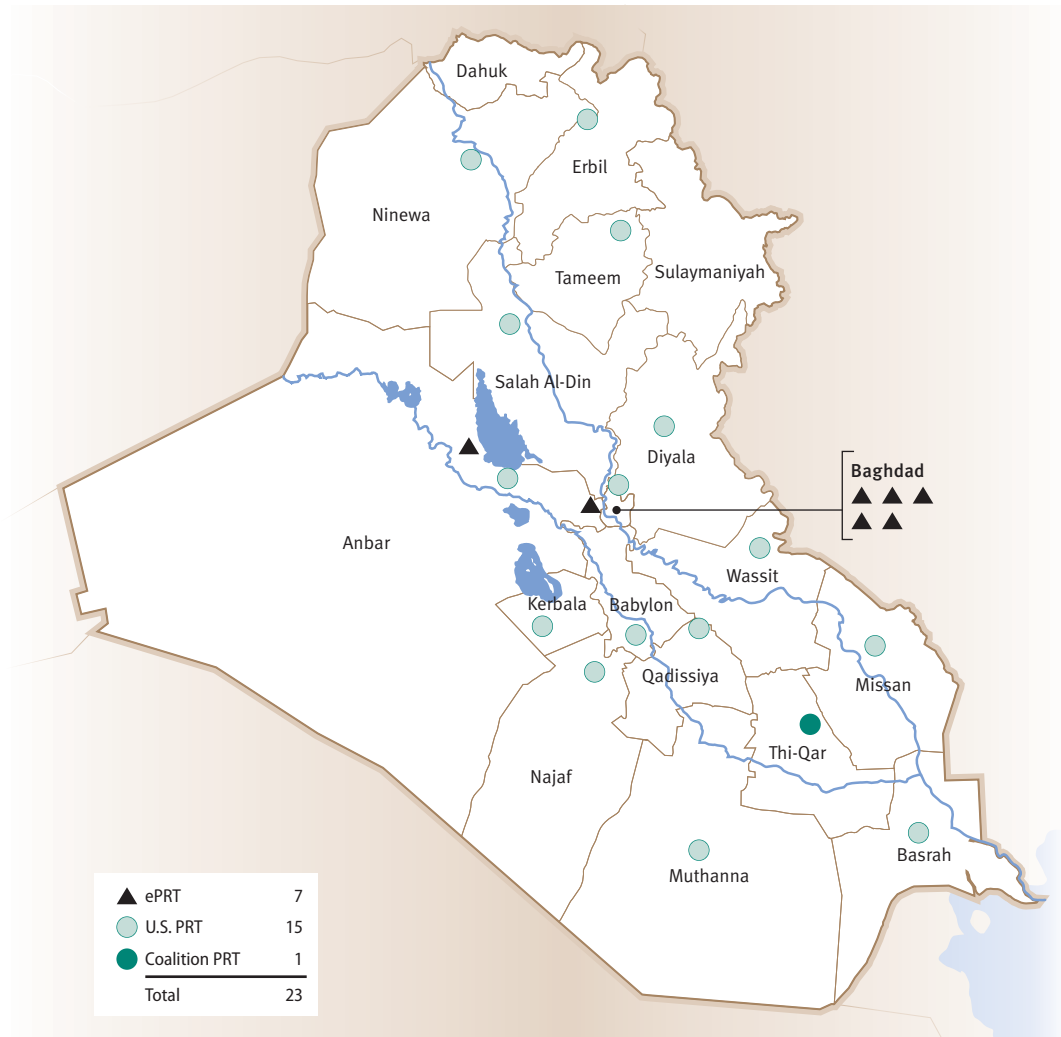 Dahuk
Erbil
Ninewa
Tameem
Sulaymaniyah
Salah Al-Din
Diyala
Baghdad
Anbar
Wassit
Kerbala
Babylon
Qadissiya
Missan
Thi-Qar
Najaf
Basrah
Muthanna
ePRT 7
U.S. PRT 15
Coalition PRT 1
Total 23